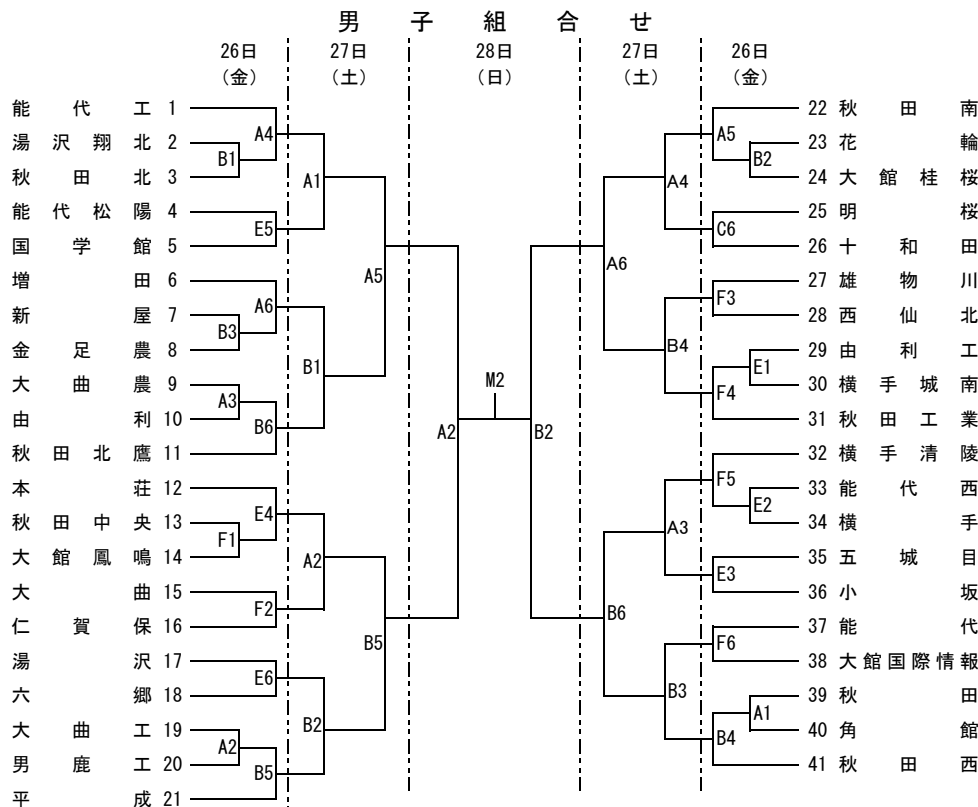 男子組合せ
26日 27日 28日 27日 26日
(金) (土) (日) (土) (金)
能代工 1 22 秋田南
A4 A5
湯沢翔北 2 23 花輪
B1 B2
秋田北 3 24 大館桂桜
A1 A4
能代松陽 4 25 明桜
E5 C6
国学館 5 26 十和田
A5 A6
増田 6 27 雄物川
A6 F3
新屋 7 28 西仙北
B3 B4
金足農 8 29 由利工
B1 E1
大曲農 9 30 横手城南
A3 M2 F4
由利 10 31 秋田工業
B6 A2 B2
秋田北鷹 11 32 横手清陵
F5
本荘 12 33 能代西
E4 E2
秋田中央 13 34 横手
F1 A3
大館鳳鳴 14 35 五城目
A2 E3
大曲 15 36 小坂
F2 B6
仁賀保 16 37 能代
B5 F6
湯沢 17 38 大館国際情報
E6 B3
六郷 18 39 秋田
B2 A1
大曲工 19 40 角館
A2 B4
男鹿工 20 41 秋田西
B5
平成 21